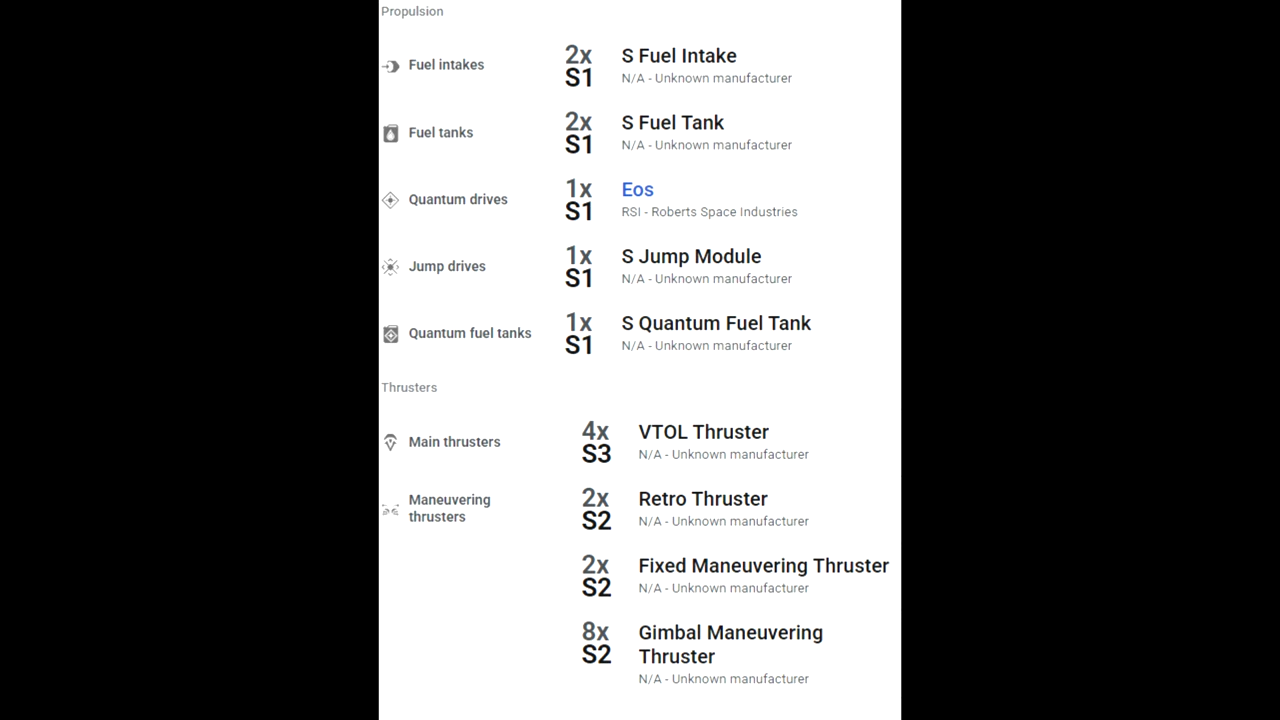 Propulsion
Fuel intakes
2x
S1
S Fuel Intake
N/A - Unknown manufacturer
Fuel tanks
2x
S1
S Fuel Tank
N/A - Unknown manufacturer
Quantum drives
1x
S1
Eos
RSI - Roberts Space Industries
Jump drives
1x
S1
S Jump Module
N/A - Unknown manufacturer
Quantum fuel tanks
1x
S1
S Quantum Fuel Tank
N/A - Unknown manufacturer
Thrusters
Main thrusters
4x
S3
VTOL Thruster
N/A - Unknown manufacturer
Maneuvering
thrusters
2x
S2
Retro Thruster
N/A - Unknown manufacturer
2x
S2
Fixed Maneuvering Thruster
N/A - Unknown manufacturer
8x
S2
Gimbal Maneuvering
Thruster
N/A - Unknown manufacturer